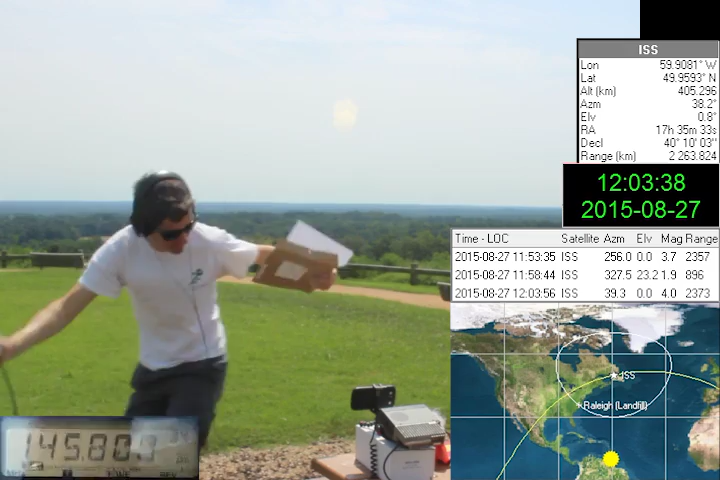 ISS
Lon 59.9081° W
Lat 49.9593° N
Alt (km) 405.296
Azm 38.2°
Elv 0.8°
RA 17h 35m 33s
Decl 40° 10' 03"
Range (km) 2 263.824
12:03:38
2015-08-27
Time - LOC Satellite Azm Elv Mag Range
2015-08-27 11:53:35 ISS 256.0 0.0 3.7 2357
2015-08-27 11:58:44 ISS 327.5 23.2 1.9 896
2015-08-27 12:03:56 ISS 39.3 0.0 4.0 2373
ISS
Raleigh (Landfill)